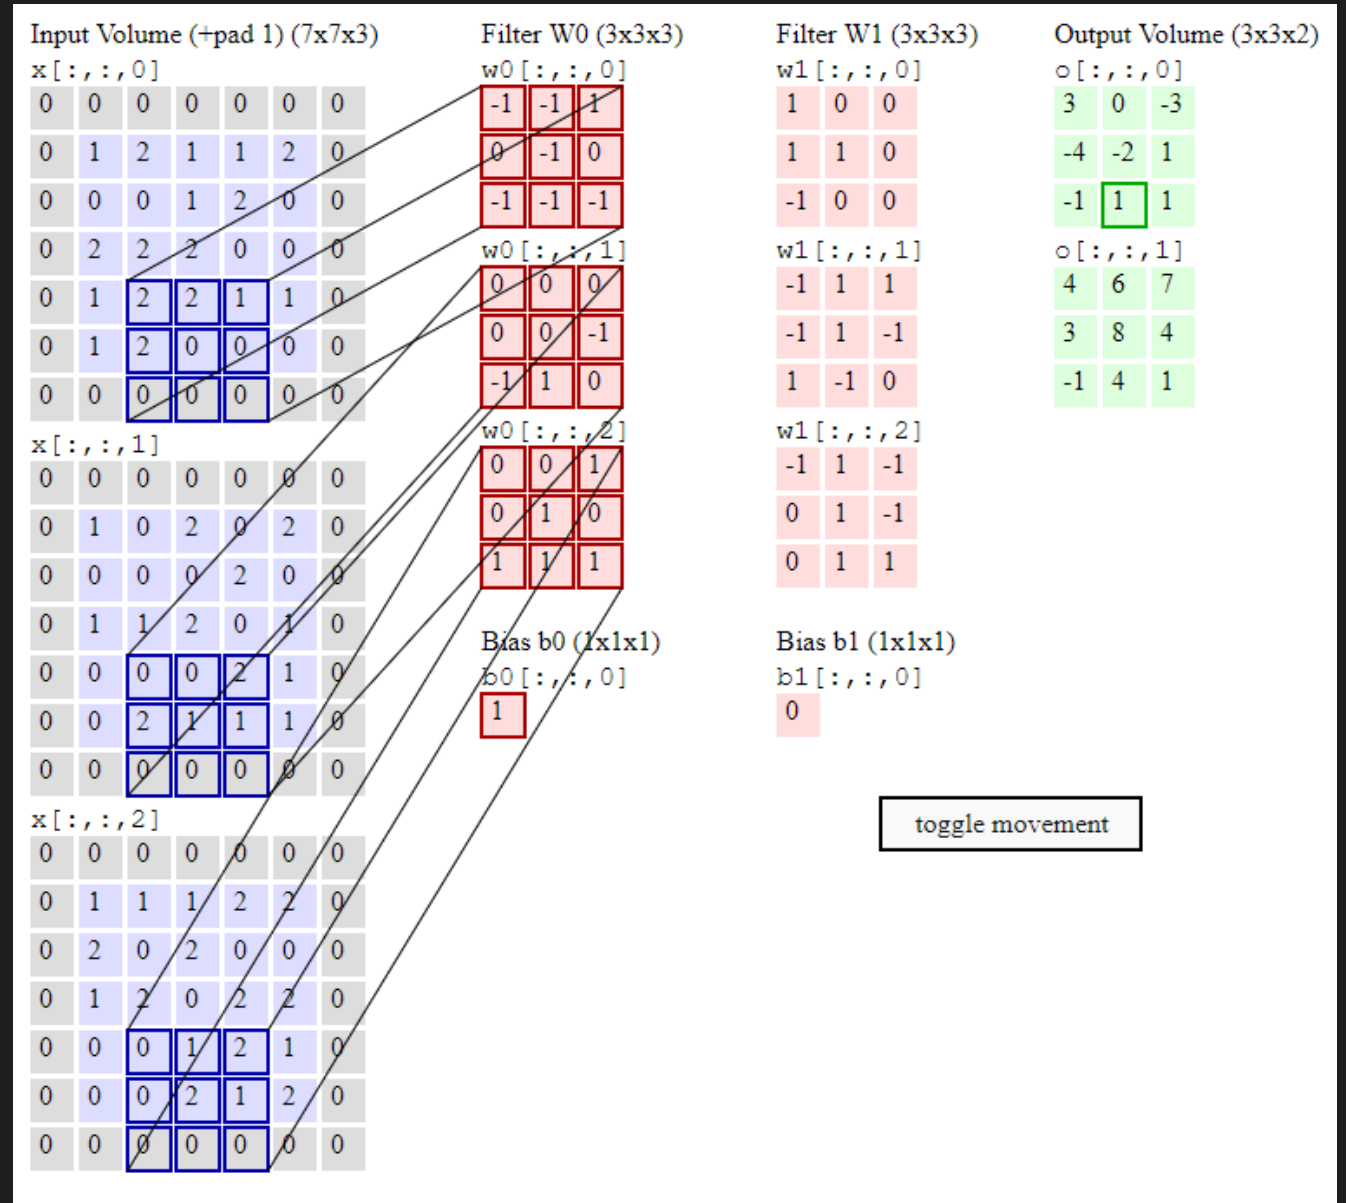 Input Volume (+pad 1) (7x7x3)
x[:,:,0]
0 0 0 0 0 0 0
0 1 2 1 1 2 0
0 0 0 1 2 0 0
0 2 2 2 0 0 0
0 1 2 2 1 1 0
0 1 2 0 0 0 0
0 0 0 0 0 0 0
x[:,:,1]
0 0 0 0 0 0 0
0 1 0 2 0 2 0
0 0 0 0 2 0 0
0 1 1 2 0 1 0
0 0 0 0 2 1 0
0 0 2 1 1 1 0
0 0 0 0 0 0 0
x[:,:,2]
0 0 0 0 0 0 0
0 1 1 1 2 2 0
0 2 0 2 0 0 0
0 1 2 0 2 2 0
0 0 0 1 2 1 0
0 0 0 2 1 2 0
0 0 0 0 0 0 0
Filter W0 (3x3x3)
w0[:,:,0]
-1 -1 1
0 -1 0
-1 -1 -1
w0[:,:,1]
0 0 0
0 0 -1
-1 1 0
w0[:,:,2]
0 0 1
0 1 0
1 1 1
Bias b0 (1x1x1)
b0[:,:,0]
1
Filter W1 (3x3x3)
w1[:,:,0]
1 0 0
1 1 0
-1 0 0
w1[:,:,1]
-1 1 1
-1 1 -1
1 -1 0
w1[:,:,2]
-1 1 -1
0 1 -1
0 1 1
Bias b1 (1x1x1)
b1[:,:,0]
0
Output Volume (3x3x2)
o[:,:,0]
3 0 -3
-4 -2 1
-1 1 1
o[:,:,1]
4 6 7
3 8 4
-1 4 1
toggle movement